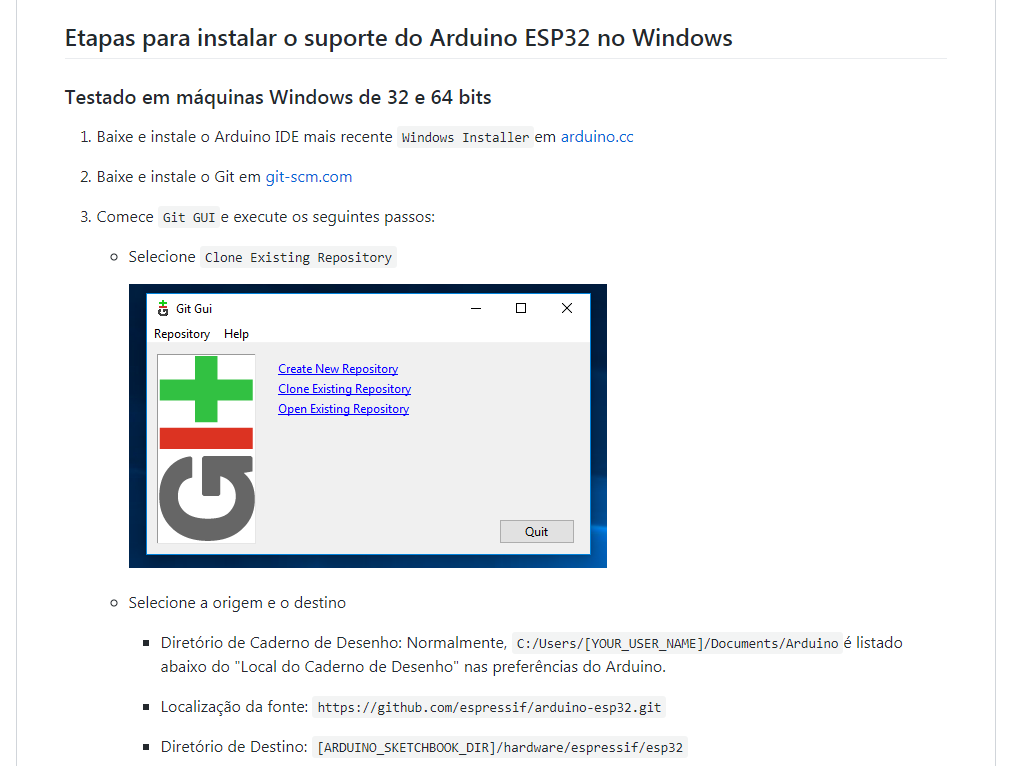 Etapas para instalar o suporte do Arduino ESP32 no Windows
Testado em máquinas Windows de 32 e 64 bits
1. Baixe e instale o Arduino IDE mais recente Windows Installer em arduino.cc
2. Baixe e instale o Git em git-scm.com
3. Comece Git GUI e execute os seguintes passos:
Selecione Clone Existing Repository
Git Gui
Repository Help
Create New Repository
Clone Existing Repository
Open Existing Repository
GIT
Quit
Selecione a origem e o destino
Diretório de Caderno de Desenho: Normalmente, C:/Users/[YOUR_USER_NAME]/Documents/Arduino é listado
abaixo do "Local do Caderno de Desenho" nas preferências do Arduino.
Localização da fonte: https://github.com/espressif/arduino-esp32.git
Diretório de Destino: [ARDUINO_SKETCHBOOK_DIR]/hardware/espressif/esp32